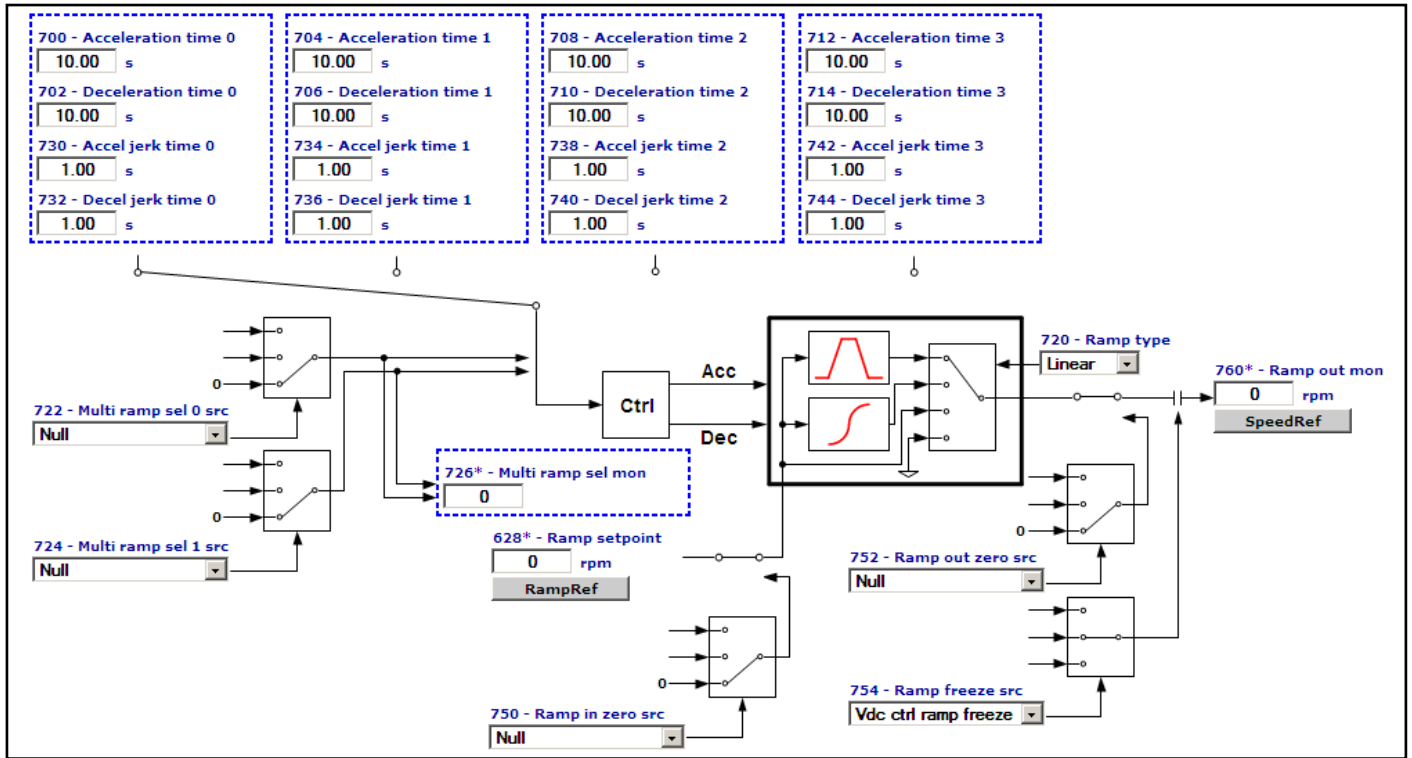 700 - Acceleration time 0
10.00 s
702 - Deceleration time 0
10.00 s
730 - Accel jerk time 0
1.00 s
732 - Decel jerk time 0
1.00 s
704 - Acceleration time 1
10.00 s
706 - Deceleration time 1
10.00 s
734 - Accel jerk time 1
1.00 s
736 - Decel jerk time 1
1.00 s
708 - Acceleration time 2
10.00 s
710 - Deceleration time 2
10.00 s
738 - Accel jerk time 2
1.00 s
740 - Decel jerk time 2
1.00 s
712 - Acceleration time 3
10.00 s
714 - Deceleration time 3
10.00 s
742 - Accel jerk time 3
1.00 s
744 - Decel jerk time 3
1.00 s
0
722 - Multi ramp sel 0 src
Null
0
724 - Multi ramp sel 1 src
Null
726* - Multi ramp sel mon
0
Ctrl
Acc
Dec
628* - Ramp setpoint
0 rpm
RampRef
0
750 - Ramp in zero src
Null
720 - Ramp type
Linear
760* - Ramp out mon
0 rpm
SpeedRef
0
752 - Ramp out zero src
Null
754 - Ramp freeze src
Vdc ctrl ramp freeze